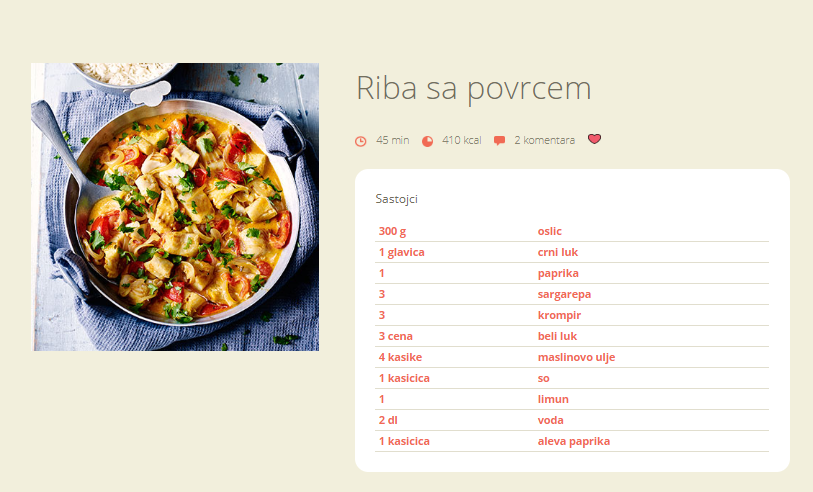 Riba sa povrcem
45 min 410 kcal 2 komentara
Sastojci
300 g oslic
1 glavica crni luk
1 paprika
3 sargarepa
3 krompir
3 cena beli luk
4 kasike maslinovo ulje
1 kasicica so
1 limun
2 dl voda
1 kasicica aleva paprika